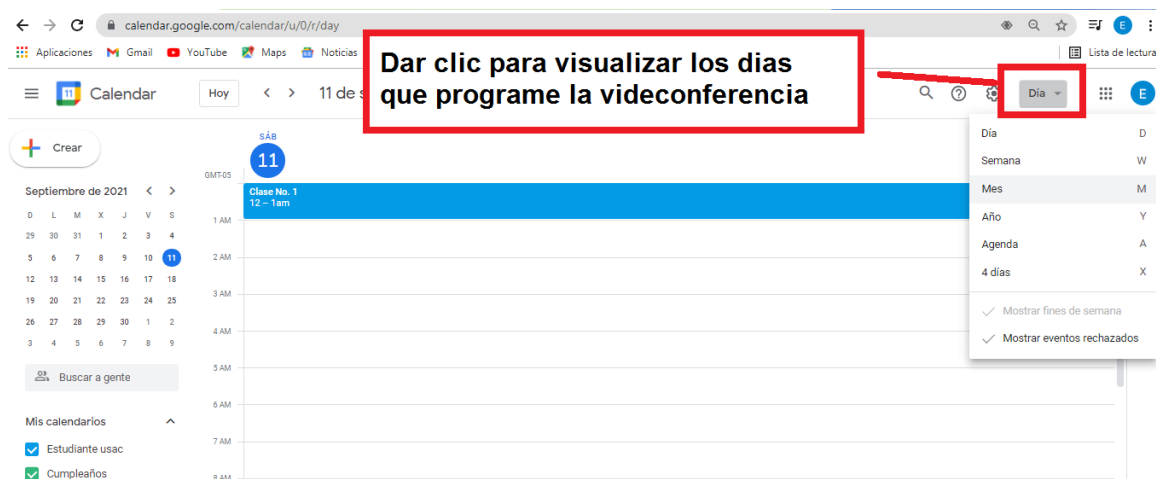 calendar.google.com/calendar/u/0/r/day
E
Aplicaciones Gmail YouTube Maps Noticias Lista de lectura
Dar clic para visualizar los dias
que programe la videconferencia
11 Calendar Hoy 11 de s Día E
Crear
SÁB
11
GMT-05
Septiembre de 2021
D L M X J V S
29 30 31 1 2 3 4
5 6 7 8 9 10 11
12 13 14 15 16 17 18
19 20 21 22 23 24 25
26 27 28 29 30 1 2
3 4 5 6 7 8 9
Buscar a gente
Mis calendarios
Estudiante usac
Cumpleaños
Clase No. 1
12 – 1am
1 AM
2 AM
3 AM
4 AM
5 AM
6 AM
7 AM
8 AM
Día D
Semana W
Mes M
Año Y
Agenda A
4 días X
Mostrar fines de semana
Mostrar eventos rechazados